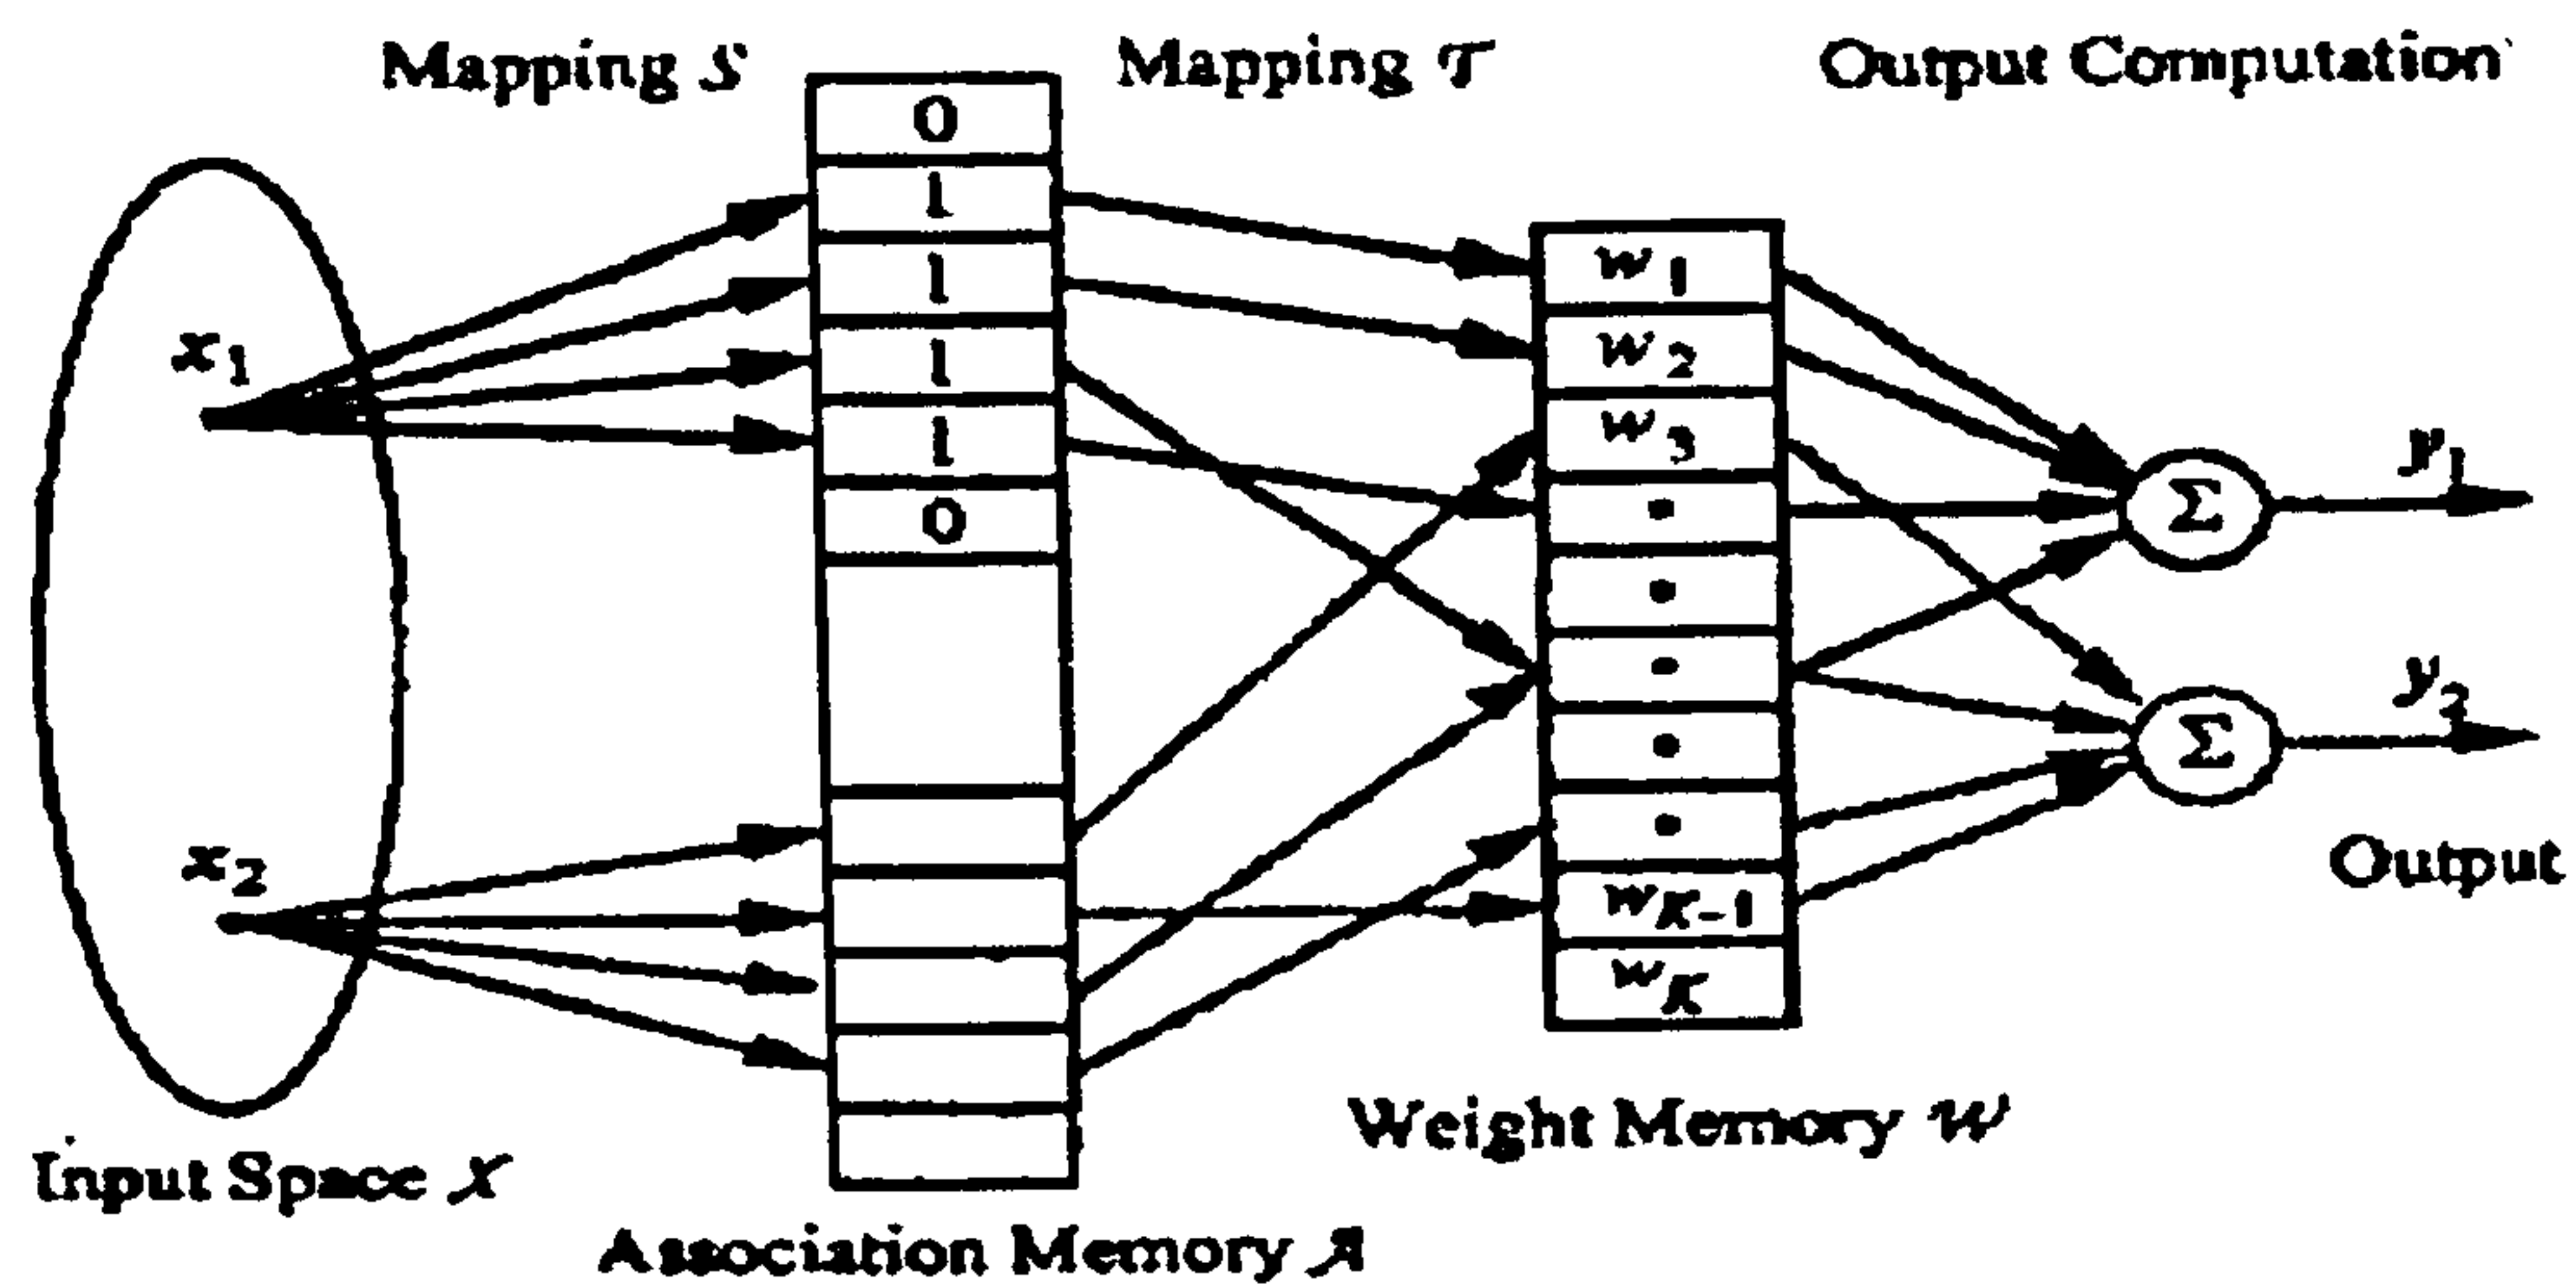 Mapping S
Mapping T
Output Computation
0
1
1
1
1
0
x1
x2
w1
w2
w3
wK-1
wK
Σ
Σ
y1
y2
Output
Input Space X
Association Memory A
Weight Memory W